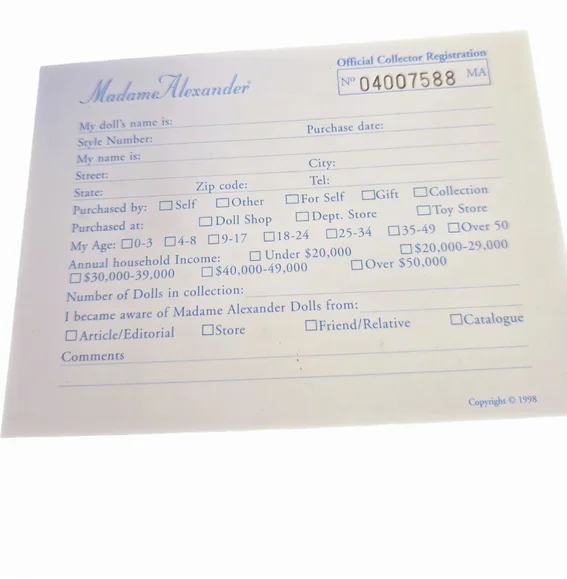 Madame Alexander®
Official Collector Registration
Nº 04007588 MA
My doll's name is:
Style Number: Purchase date:
My name is:
Street: City:
State: Zip code: Tel:
Purchased by: ☐ Self ☐ Other ☐ For Self ☐ Gift ☐ Collection
Purchased at: ☐ Doll Shop ☐ Dept. Store ☐ Toy Store
My Age: ☐ 0-3 ☐ 4-8 ☐ 9-17 ☐ 18-24 ☐ 25-34 ☐ 35-49 ☐ Over 50
Annual household Income: ☐ Under $20,000 ☐ $20,000-29,000
☐ $30,000-39,000 ☐ $40,000-49,000 ☐ Over $50,000
Number of Dolls in collection:
I became aware of Madame Alexander Dolls from:
☐ Article/Editorial ☐ Store ☐ Friend/Relative ☐ Catalogue
Comments
Copyright © 1998